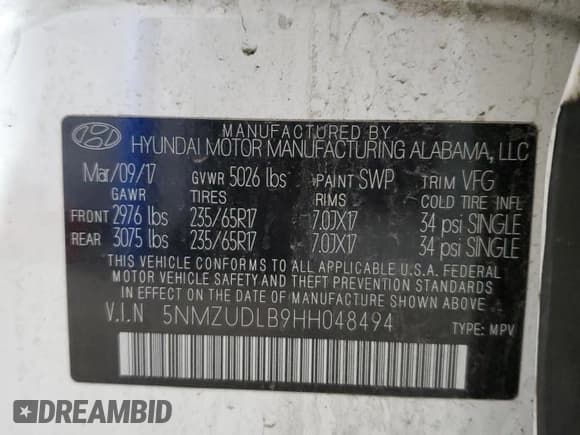 MANUFACTURED BY
HYUNDAI MOTOR MANUFACTURING ALABAMA, LLC
Mar/09/17 GVWR 5026 lbs PAINT SWP TRIM VFG
GAWR TIRES RIMS COLD TIRE INFL
FRONT 2976 lbs 235/65R17 7.0JX17 34 psi SINGLE
REAR 3075 lbs 235/65R17 7.0JX17 34 psi SINGLE
THIS VEHICLE CONFORMS TO ALL APPLICABLE U.S.A. FEDERAL
MOTOR VEHICLE SAFETY AND THEFT PREVENTION STANDARDS
IN EFFECT ON THE DATE OF MANUFACTURE SHOWN ABOVE.
V.I.N 5NMZUDLB9HH048494 TYPE: MPV
DREAMBID